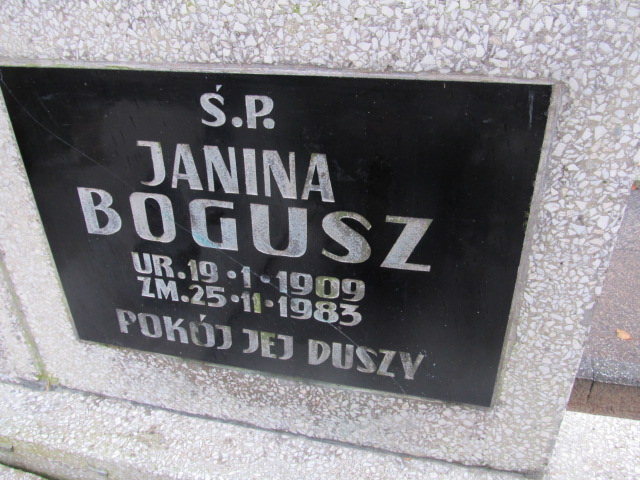 Ś.P.
JANINA
BOGUSZ
UR. 19 · 1 · 1909
ZM. 25 · 11 · 1983
POKÓJ JEJ DUSZY